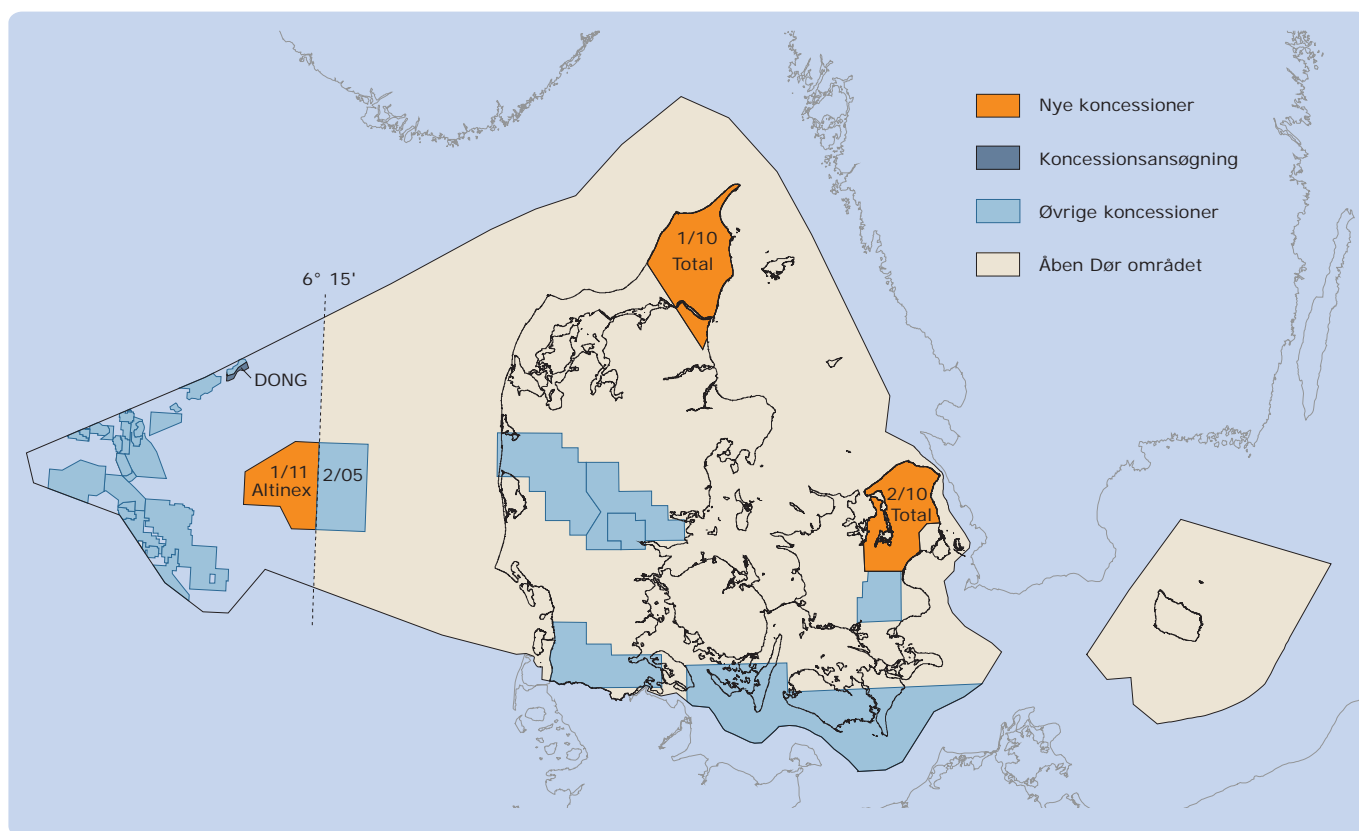 Nye koncessioner
Koncessionsansøgning
Øvrige koncessioner
Åben Dør området
1/10
Total
6° 15'
DONG
1/11
Altinex
2/05
2/10
Total